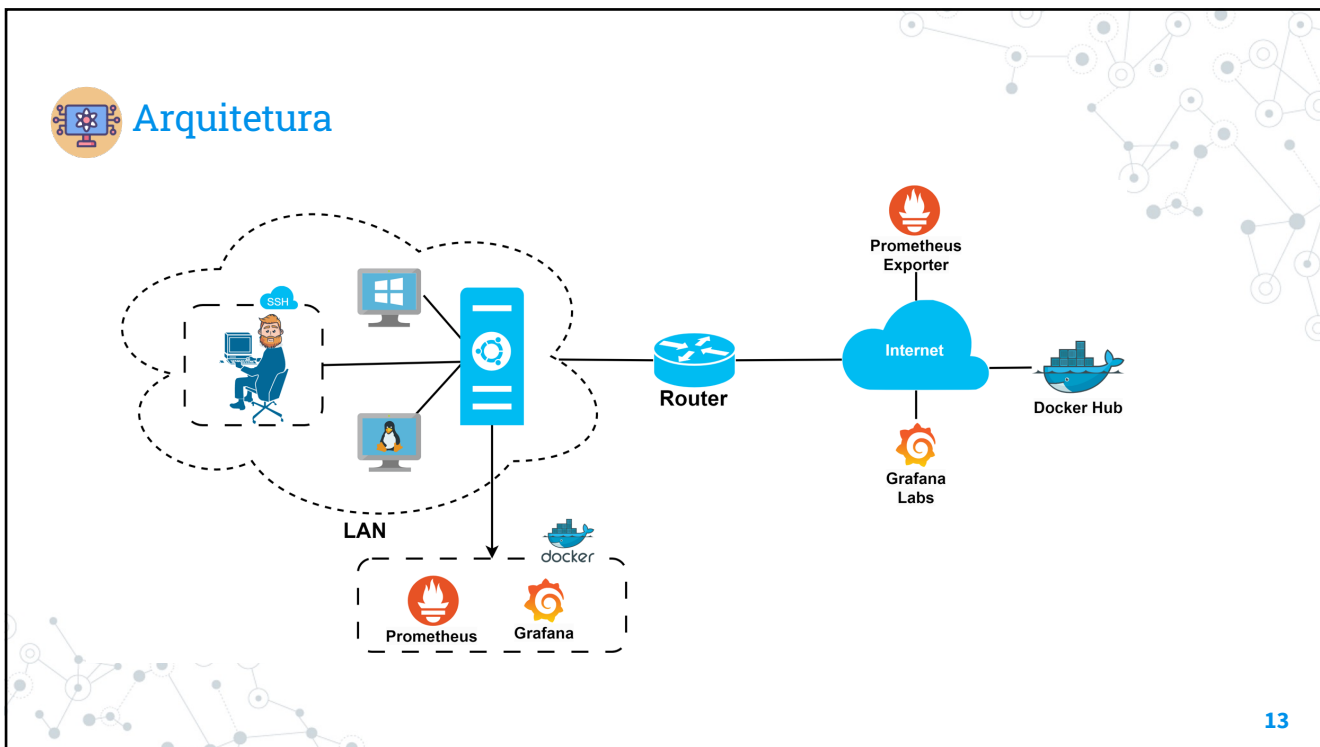 Arquitetura
Prometheus
Exporter
SSH
Internet
Router
Docker Hub
Grafana
Labs
LAN
docker
Prometheus
Grafana
13